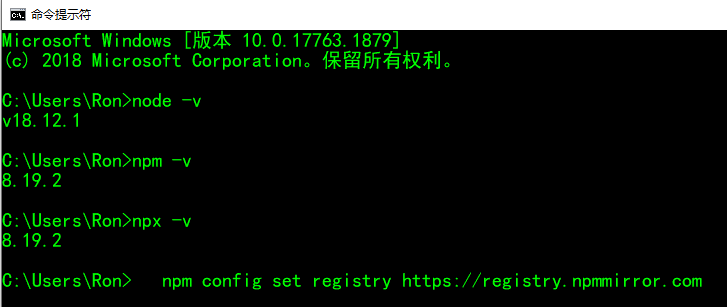 命令提示符
Microsoft Windows [版本 10.0.17763.1879]
(c) 2018 Microsoft Corporation。保留所有权利。
C:\Users\Ron>node -v
v18.12.1
C:\Users\Ron>npm -v
8.19.2
C:\Users\Ron>npx -v
8.19.2
C:\Users\Ron>   npm config set registry https://registry.npmmirror.com